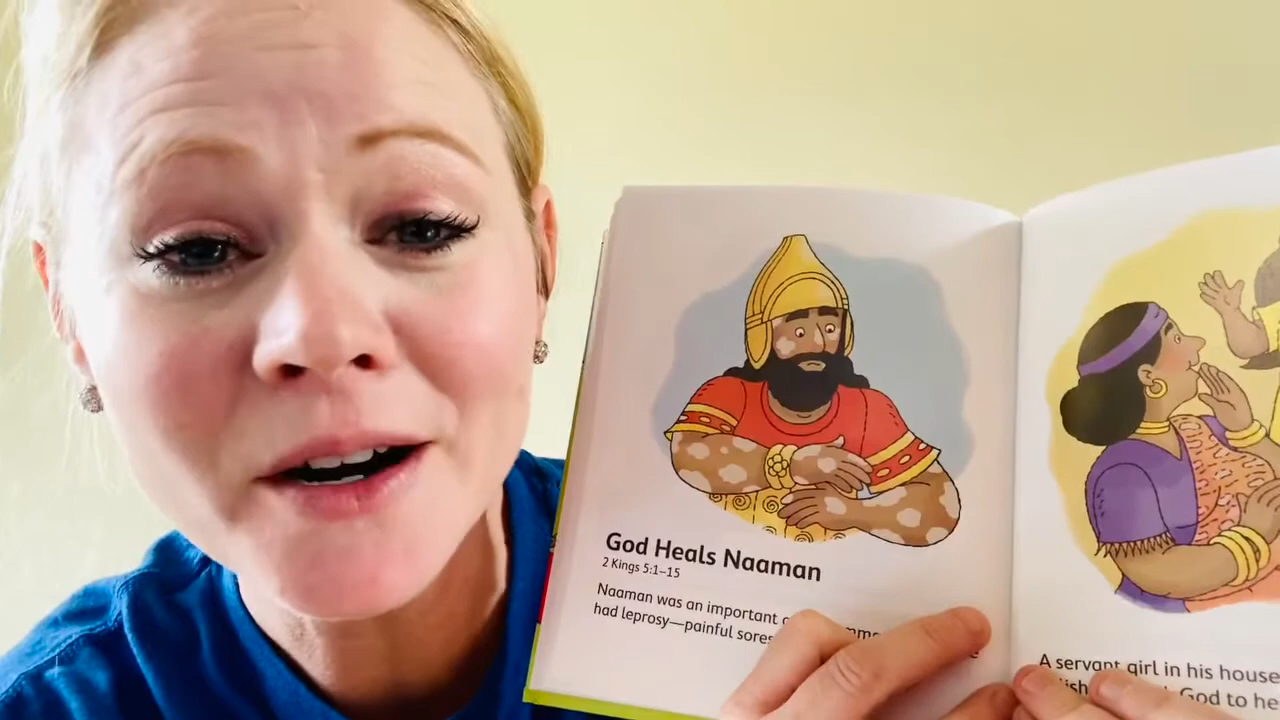 God Heals Naaman
2 Kings 5:1–15
Naaman was an important
had leprosy—painful sores
A servant girl in his house
God to he